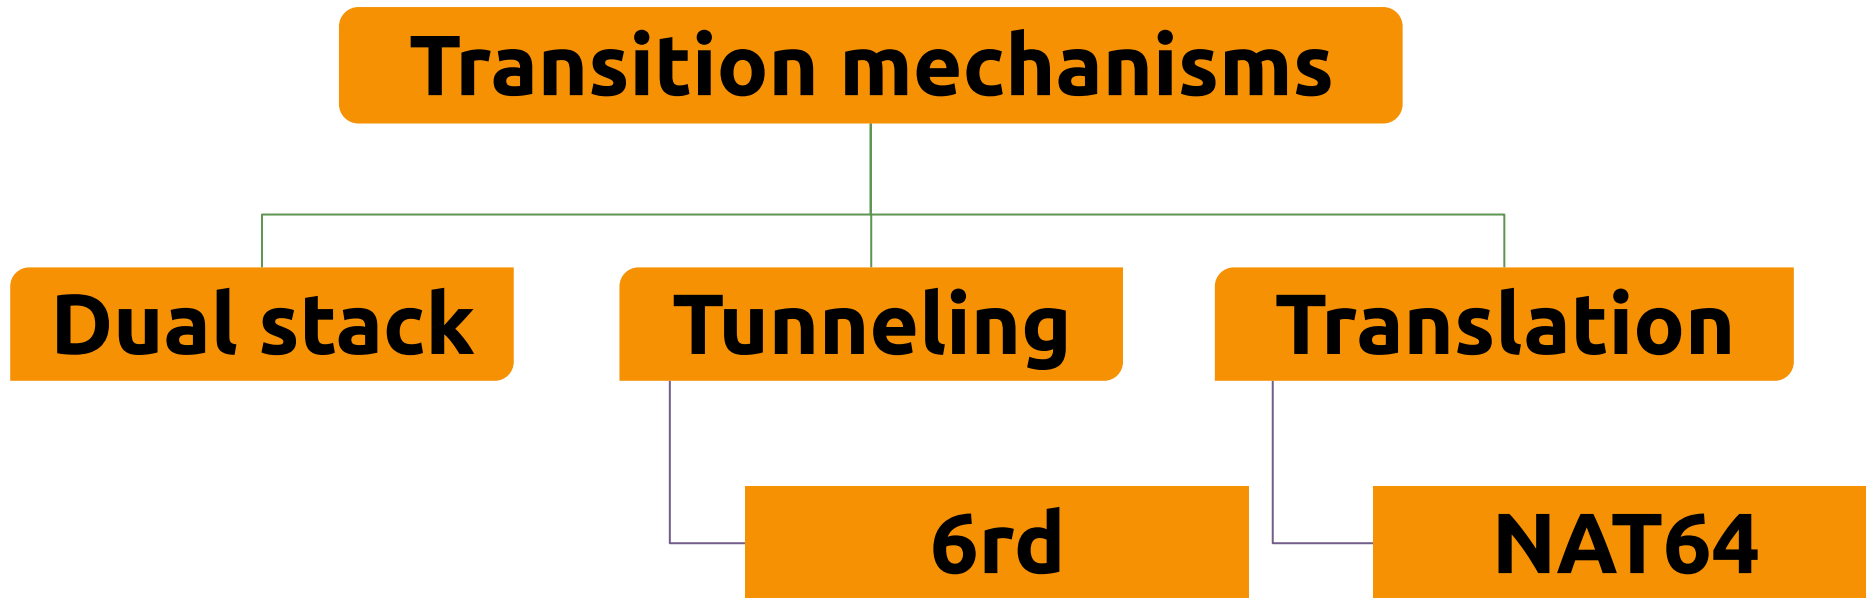 Transition mechanisms
Dual stack
Tunneling
Translation
6rd
NAT64